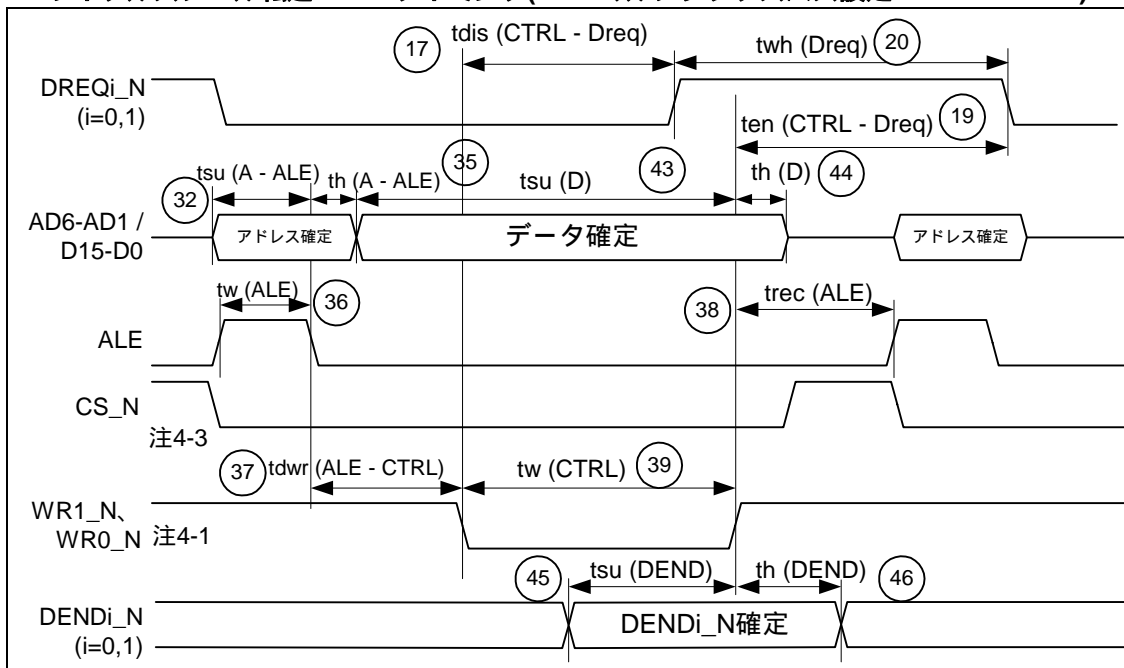 tdis (CTRL - Dreq)
17
twh (Dreq)
20
DREQi_N
(i=0,1)
ten (CTRL - Dreq)
19
tsu (A - ALE)
32
th (A - ALE)
35
tsu (D)
43
th (D)
44
AD6-AD1 /
D15-D0
アドレス確定
データ確定
アドレス確定
tw (ALE)
36
38
trec (ALE)
ALE
CS_N
注4-3
37
tdwr (ALE - CTRL)
tw (CTRL)
39
WR1_N、
WR0_N
注4-1
45
tsu (DEND)
th (DEND)
46
DENDi_N
(i=0,1)
DENDi_N確定